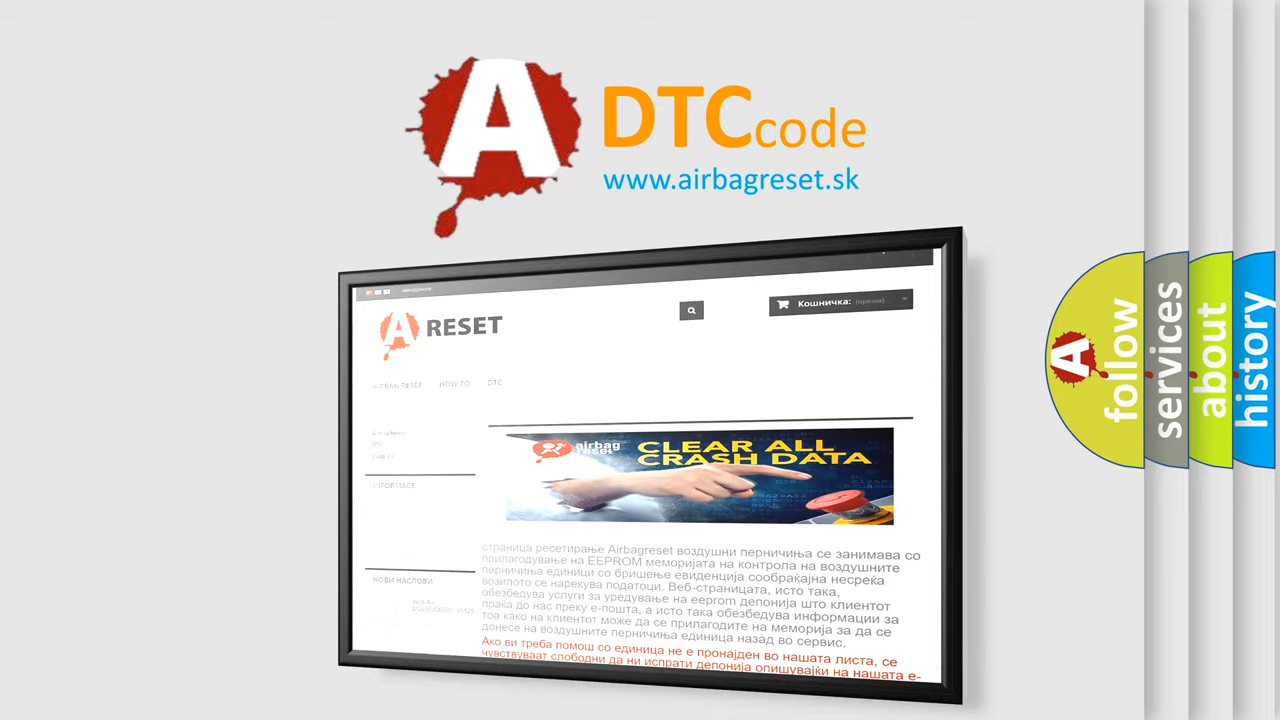 A
DTCcode
www.airbagreset.sk
A RESET
Кошничка: (празни)
AIRBAG RESET HOW TO DTC
INFORMACE
НОВИ НАСЛОВИ
airbag
reset
CLEAR ALL
CRASH DATA
страница ресетирање Airbagreset воздушни перничиња се занимава со
прилагодување на EEPROM меморијата на контрола на воздушните
перничиња единици со бришење евиденција сообраќајна несреќа
возилото се нарекува податоци. Веб-страницата, исто така,
обезбедува услуги за уредување на eeprom депонија што клиентот
праќа до нас преку е-пошта, а исто така обезбедува информации за
тоа како на клиентот може да се прилагодите на меморија за да се
донесе на воздушните перничиња единица назад во сервис.
Ако ви треба помош со единица не е пронајден во нашата листа, се
чувствуваат слободни да ни испрати депонија опишувајќи на нашата е-
A
follow
services
about
history